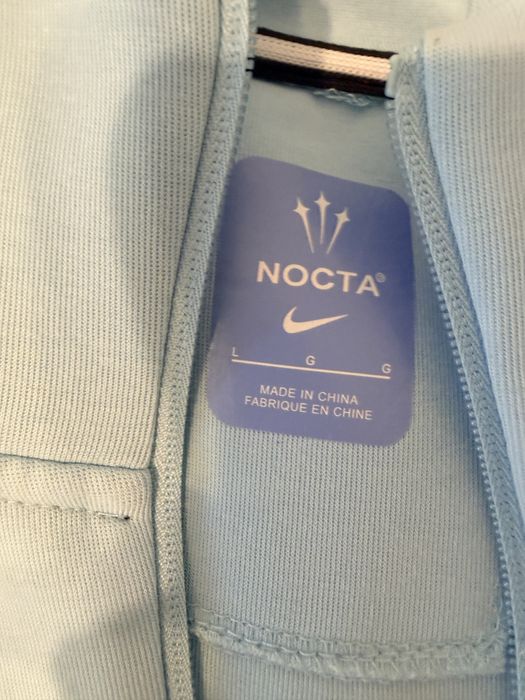 NOCTA®
L G G
MADE IN CHINA
FABRIQUE EN CHINE